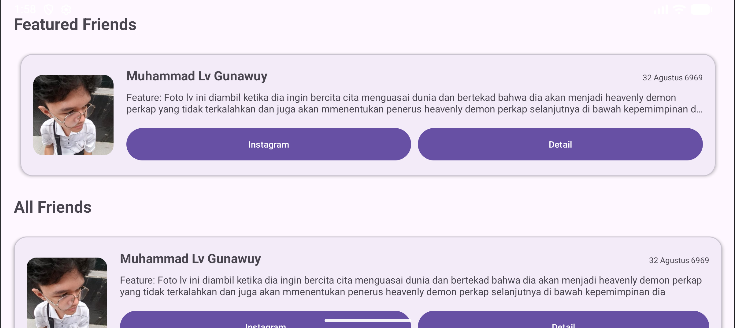 Featured Friends
Muhammad Lv Gunawuy
32 Agustus 6969
Feature: Foto lv ini diambil ketika dia ingin bercita cita menguasai dunia dan bertekad bahwa dia akan menjadi heavenly demon
perkap yang tidak terkalahkan dan juga akan mmenentukan penerus heavenly demon perkap selanjutnya di bawah kepemimpinan d...
Instagram
Detail
All Friends
Muhammad Lv Gunawuy
32 Agustus 6969
Feature: Foto lv ini diambil ketika dia ingin bercita cita menguasai dunia dan bertekad bahwa dia akan menjadi heavenly demon perkap
yang tidak terkalahkan dan juga akan mmenentukan penerus heavenly demon perkap selanjutnya di bawah kepemimpinan dia
Instagram
Detail